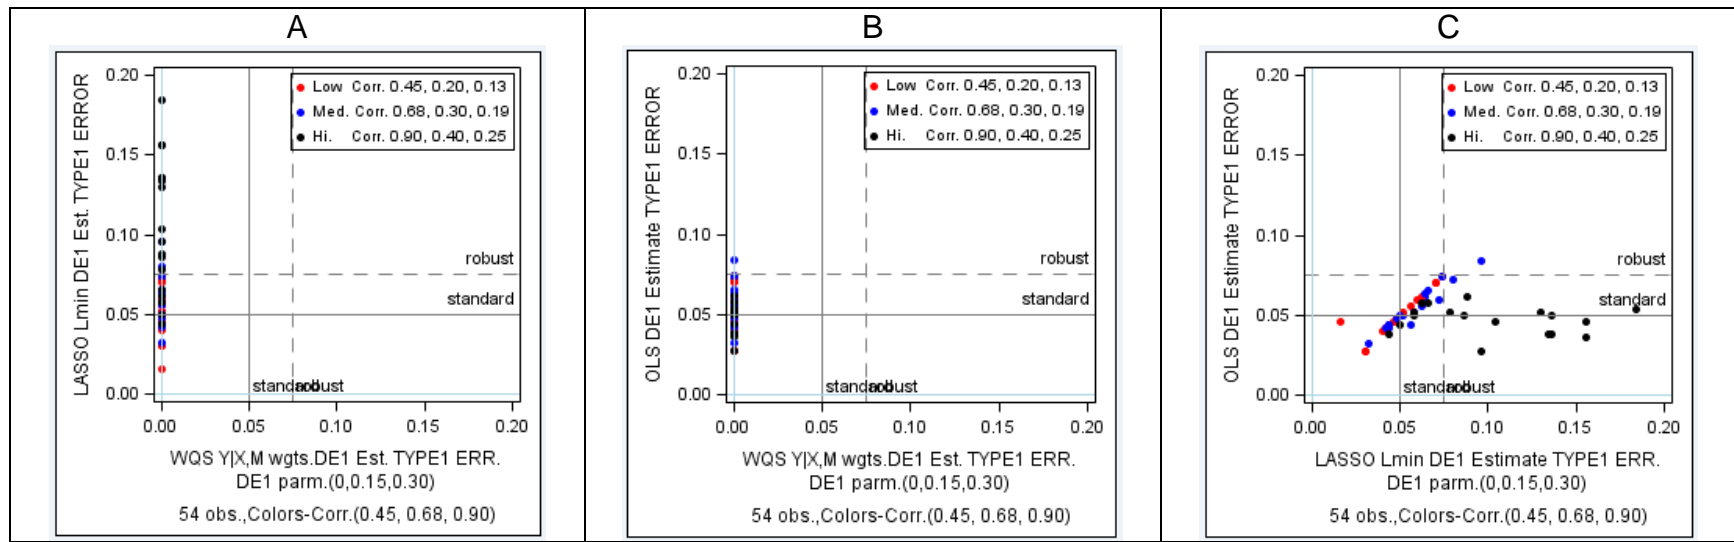 A
LASSO Lmin DE1 Est. TYPE1 ERROR
0.20
0.15
0.10
0.05
0.00
Low Corr. 0.45, 0.20, 0.13
Med. Corr. 0.68, 0.30, 0.19
Hi. Corr. 0.90, 0.40, 0.25
robust
standard
standard robust
0.00 0.05 0.10 0.15 0.20
WQS Y|X,M wgts.DE1 Est. TYPE1 ERR.
DE1 parm.(0,0.15,0.30)
54 obs.,Colors-Corr.(0.45, 0.68, 0.90)
B
OLS DE1 Estimate TYPE1 ERROR
0.20
0.15
0.10
0.05
0.00
Low Corr. 0.45, 0.20, 0.13
Med. Corr. 0.68, 0.30, 0.19
Hi. Corr. 0.90, 0.40, 0.25
robust
standard
standard robust
0.00 0.05 0.10 0.15 0.20
WQS Y|X,M wgts.DE1 Est. TYPE1 ERR.
DE1 parm.(0,0.15,0.30)
54 obs.,Colors-Corr.(0.45, 0.68, 0.90)
C
OLS DE1 Estimate TYPE1 ERROR
0.20
0.15
0.10
0.05
0.00
Low Corr. 0.45, 0.20, 0.13
Med. Corr. 0.68, 0.30, 0.19
Hi. Corr. 0.90, 0.40, 0.25
robust
standard
standard robust
0.00 0.05 0.10 0.15 0.20
LASSO Lmin DE1 Estimate TYPE1 ERR.
DE1 parm.(0,0.15,0.30)
54 obs.,Colors-Corr.(0.45, 0.68, 0.90)